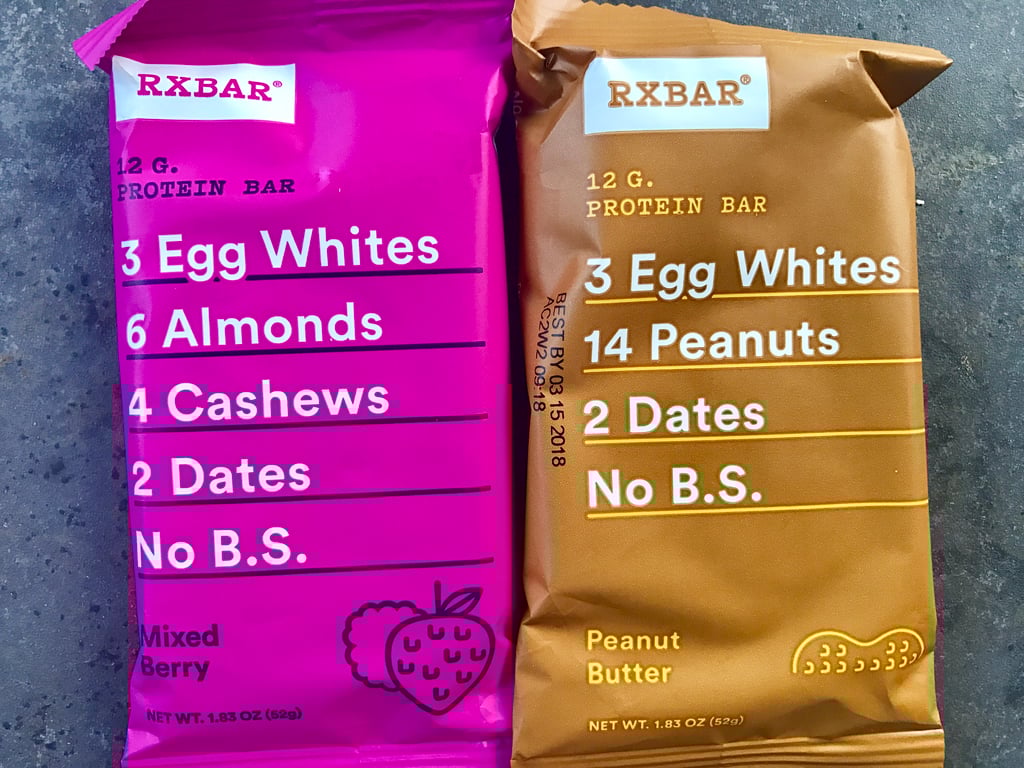 RXBAR®
12 G.
PROTEIN BAR
3 Egg Whites
6 Almonds
4 Cashews
2 Dates
No B.S.
Mixed
Berry
NET WT. 1.83 OZ (52g)
RXBAR®
12 G.
PROTEIN BAR
3 Egg Whites
14 Peanuts
2 Dates
No B.S.
Peanut
Butter
NET WT. 1.83 OZ (52g)
BEST BY 03 15 2018
AC2W2 09:18